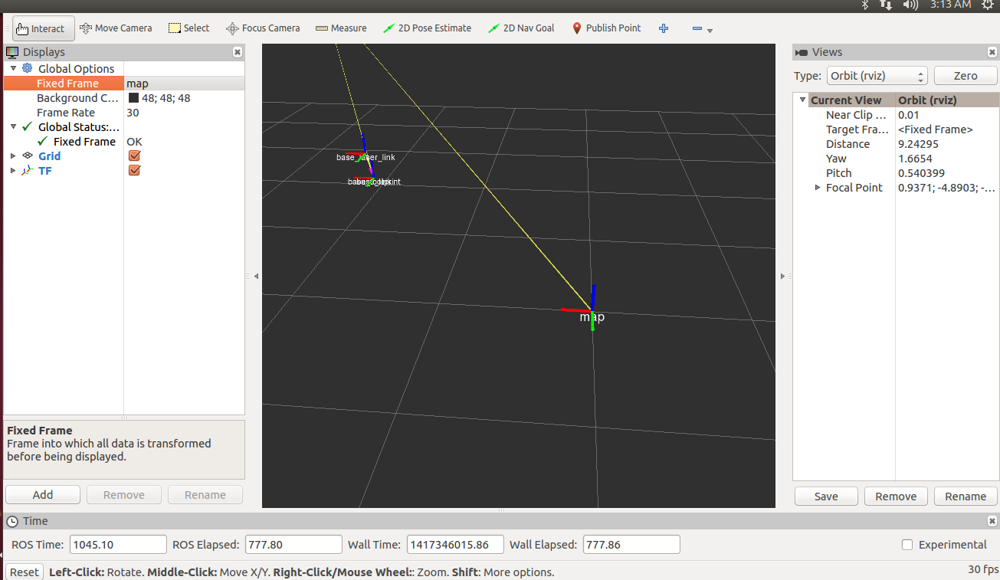 3:13 AM
Interact Move Camera Select Focus Camera Measure 2D Pose Estimate 2D Nav Goal Publish Point
Displays
Global Options
Fixed Frame map
Background C... 48; 48; 48
Frame Rate 30
Global Status:...
Fixed Frame OK
Grid
TF
Fixed Frame
Frame into which all data is transformed
before being displayed.
Add Remove Rename
map
Views
Type: Orbit (rviz) Zero
Current View Orbit (rviz)
Near Clip ... 0.01
Target Fra... <Fixed Frame>
Distance 9.24295
Yaw 1.6654
Pitch 0.540399
Focal Point 0.9371; -4.8903; -...
Save Remove Rename
Time
ROS Time: 1045.10 ROS Elapsed: 777.80 Wall Time: 1417346015.86 Wall Elapsed: 777.86 Experimental
Reset Left-Click: Rotate. Middle-Click: Move X/Y. Right-Click/Mouse Wheel:: Zoom. Shift: More options. 30 fps